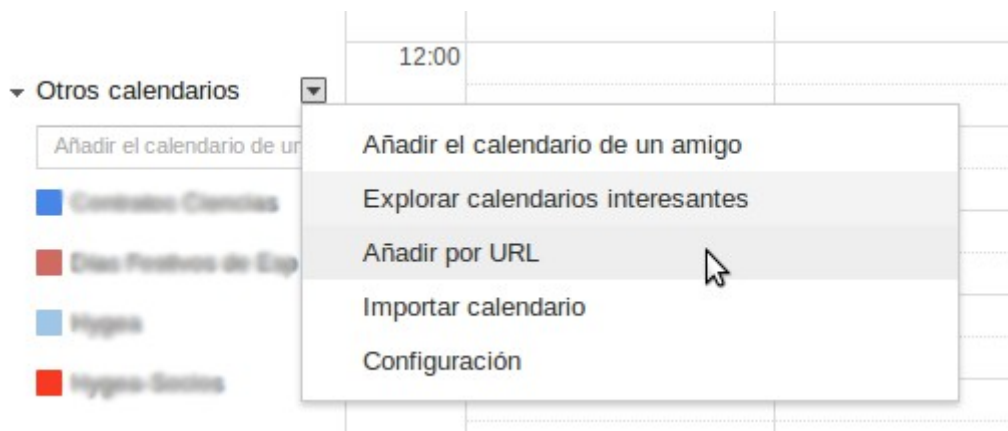 12:00
Otros calendarios
Añadir el calendario de un
Añadir el calendario de un amigo
Explorar calendarios interesantes
Añadir por URL
Importar calendario
Configuración